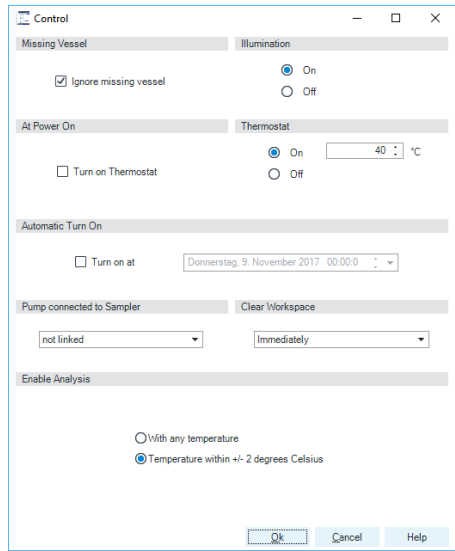 Control
Missing Vessel
Illumination
Ignore missing vessel
On
Off
At Power On
Thermostat
Turn on Thermostat
On
40 °C
Off
Automatic Turn On
Turn on at
Donnerstag, 9. November 2017 00:00:0
Pump connected to Sampler
Clear Workspace
not linked
Immediately
Enable Analysis
With any temperature
Temperature within +/- 2 degrees Celsius
Ok
Cancel
Help